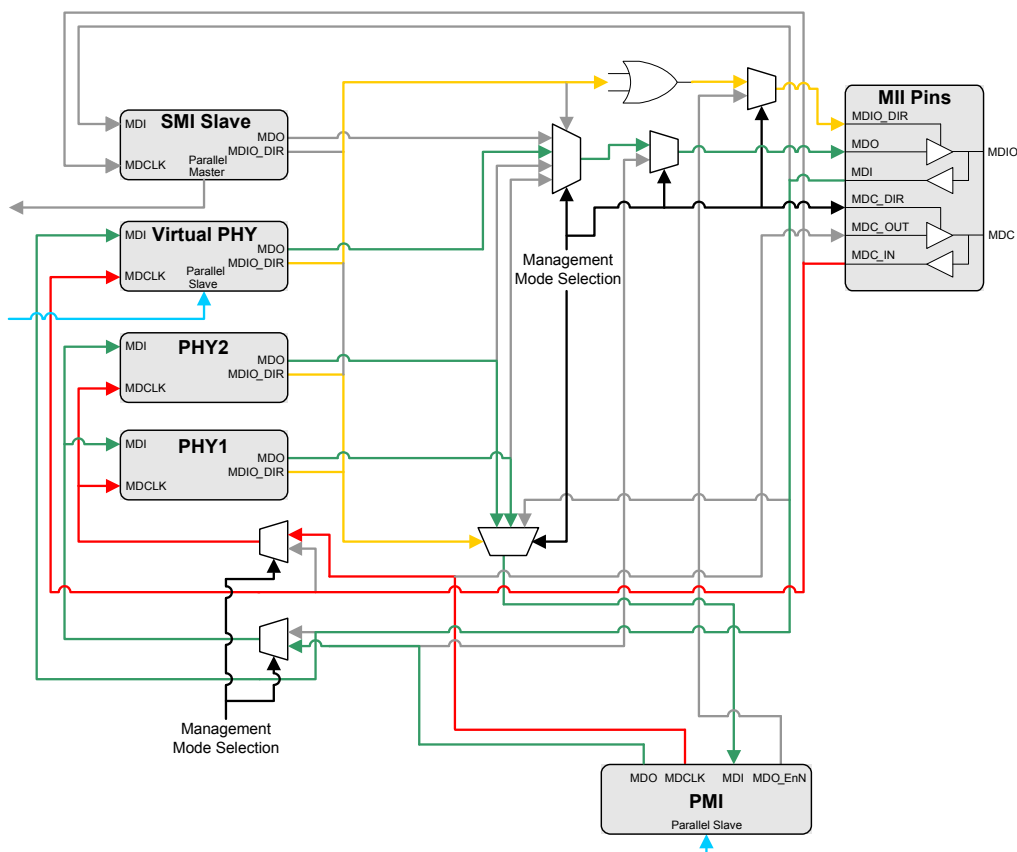 MII Pins
MDIO_DIR
MDO
MDIO
MDI
MDC_DIR
MDC_OUT
MDC
MDC_IN
SMI Slave
MDI
MDO
MDIO_DIR
MDCLK
Parallel
Master
Virtual PHY
MDI
MDO
MDIO_DIR
MDCLK
Parallel
Slave
Management
Mode Selection
PHY2
MDI
MDO
MDIO_DIR
MDCLK
PHY1
MDI
MDO
MDIO_DIR
MDCLK
Management
Mode Selection
MDO MDCLK MDI MDO_EnN
PMI
Parallel Slave